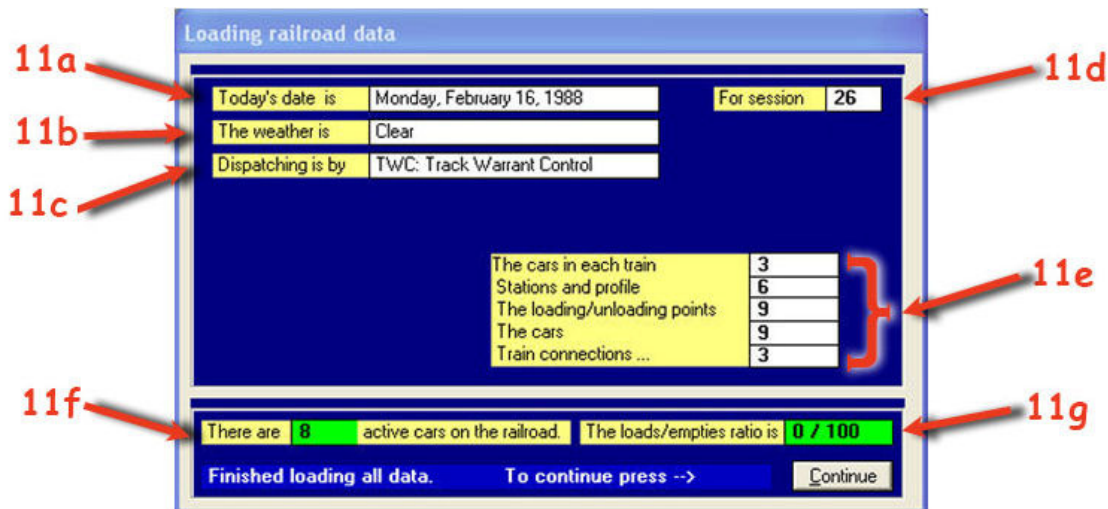 Loading railroad data
11a
Today's date is Monday, February 16, 1988 For session 26
11d
11b
The weather is Clear
11c
Dispatching is by TWC: Track Warrant Control
The cars in each train 3
Stations and profile 6
The loading/unloading points 9
The cars 9
Train connections ... 3
11e
11f
There are 8 active cars on the railroad. The loads/empties ratio is 0 / 100
11g
Finished loading all data. To continue press --> Continue